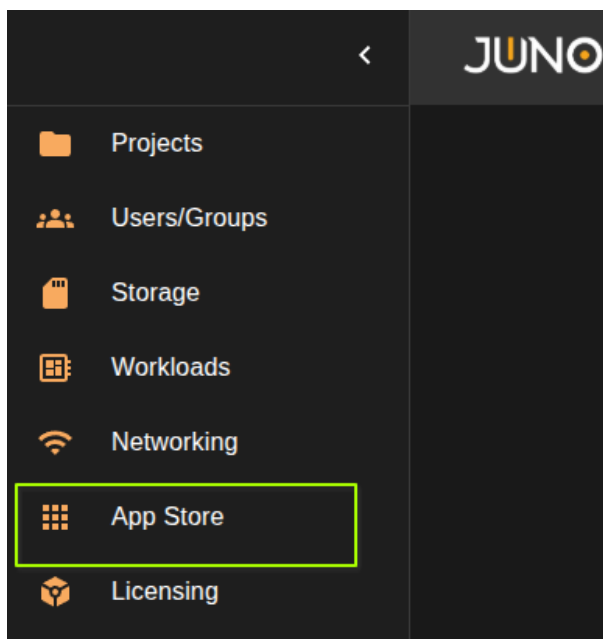 JUNO
Projects
Users/Groups
Storage
Workloads
Networking
App Store
Licensing